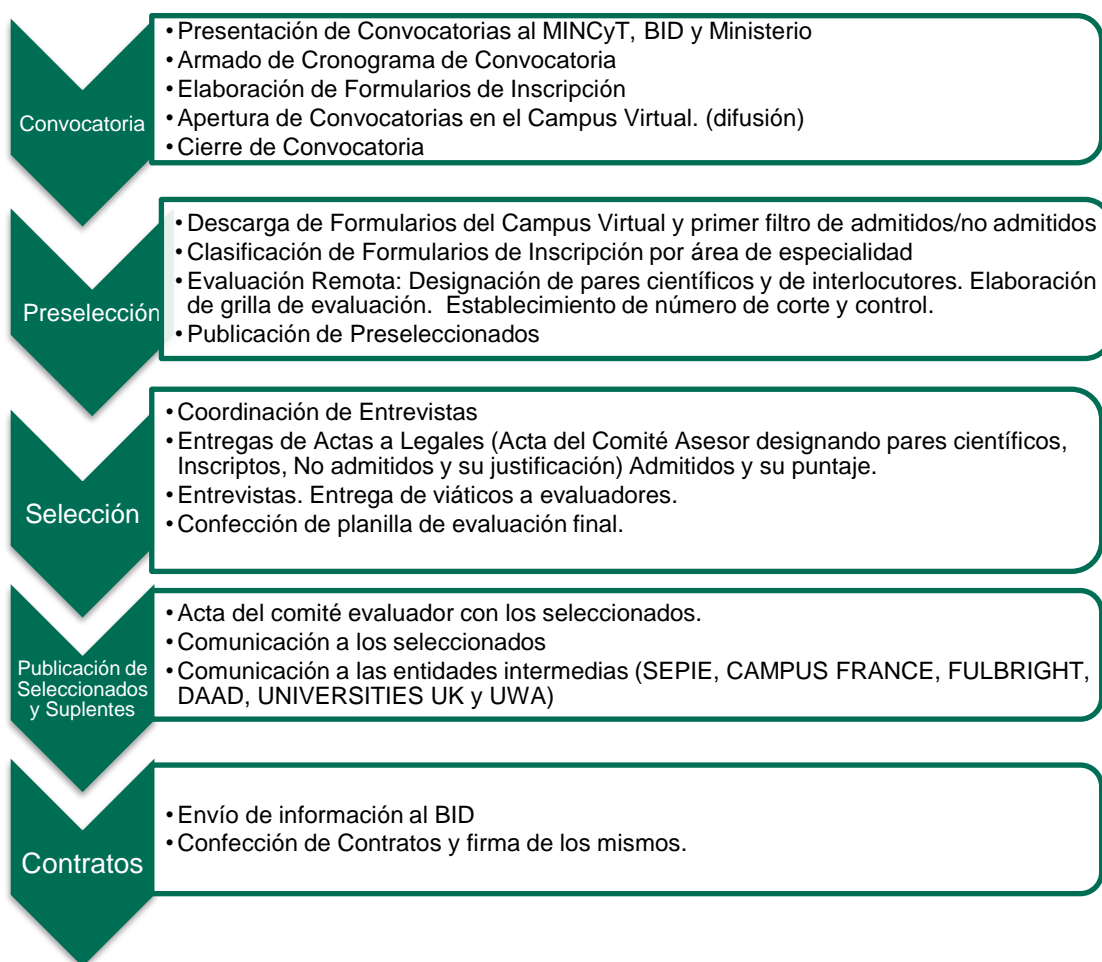 Convocatoria
•Presentación de Convocatorias al MINCyT, BID y Ministerio
•Armado de Cronograma de Convocatoria
•Elaboración de Formularios de Inscripción
•Apertura de Convocatorias en el Campus Virtual. (difusión)
•Cierre de Convocatoria
Preselección
•Descarga de Formularios del Campus Virtual y primer filtro de admitidos/no admitidos
•Clasificación de Formularios de Inscripción por área de especialidad
•Evaluación Remota: Designación de pares científicos y de interlocutores. Elaboración
de grilla de evaluación.  Establecimiento de número de corte y control.
•Publicación de Preseleccionados
Selección
•Coordinación de Entrevistas
•Entregas de Actas a Legales (Acta del Comité Asesor designando pares científicos,
Inscriptos, No admitidos y su justificación) Admitidos y su puntaje.
•Entrevistas. Entrega de viáticos a evaluadores.
•Confección de planilla de evaluación final.
Publicación de
Seleccionados
y Suplentes
•Acta del comité evaluador con los seleccionados.
•Comunicación a los seleccionados
•Comunicación a las entidades intermedias (SEPIE, CAMPUS FRANCE, FULBRIGHT,
DAAD, UNIVERSITIES UK y UWA)
Contratos
•Envío de información al BID
•Confección de Contratos y firma de los mismos.